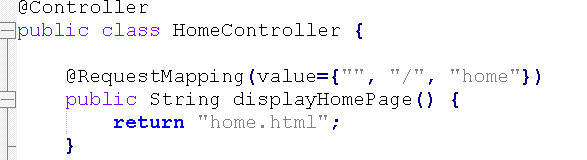 @Controller
public class HomeController {
@RequestMapping(value={"", "/", "home"})
public String displayHomePage() {
return "home.html";
}